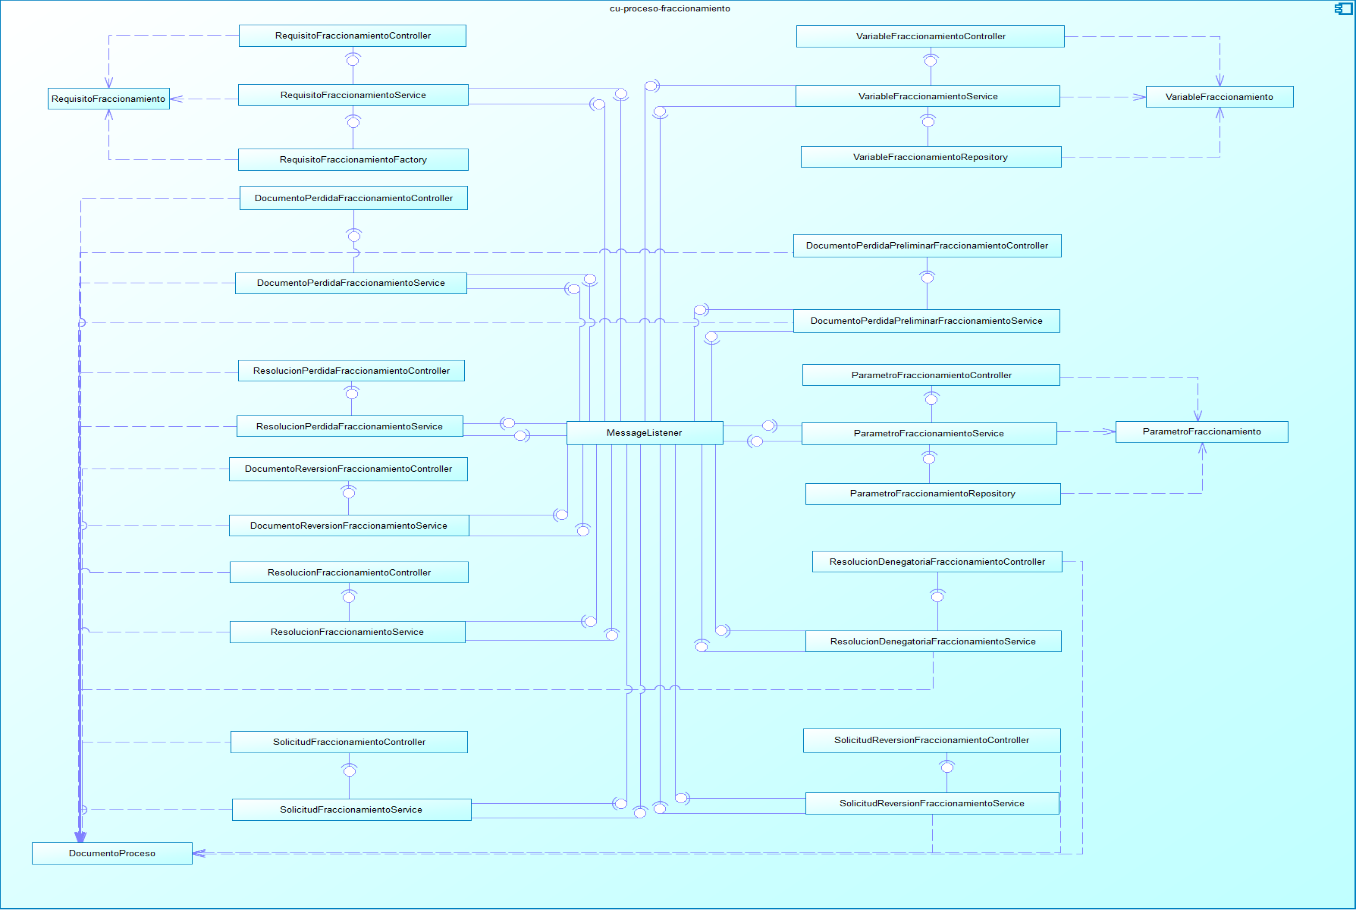 cu-proceso-fraccionamiento
RequisitoFraccionamientoController
VariableFraccionamientoController
RequisitoFraccionamiento
RequisitoFraccionamientoService
VariableFraccionamientoService
VariableFraccionamiento
RequisitoFraccionamientoFactory
VariableFraccionamientoRepository
DocumentoPerdidaFraccionamientoController
DocumentoPerdidaPreliminarFraccionamientoController
DocumentoPerdidaFraccionamientoService
DocumentoPerdidaPreliminarFraccionamientoService
ResolucionPerdidaFraccionamientoController
ParametroFraccionamientoController
ResolucionPerdidaFraccionamientoService
MessageListener
ParametroFraccionamientoService
ParametroFraccionamiento
DocumentoReversionFraccionamientoController
ParametroFraccionamientoRepository
DocumentoReversionFraccionamientoService
ResolucionFraccionamientoController
ResolucionDenegatoriaFraccionamientoController
ResolucionFraccionamientoService
ResolucionDenegatoriaFraccionamientoService
SolicitudFraccionamientoController
SolicitudReversionFraccionamientoController
SolicitudFraccionamientoService
SolicitudReversionFraccionamientoService
DocumentoProceso